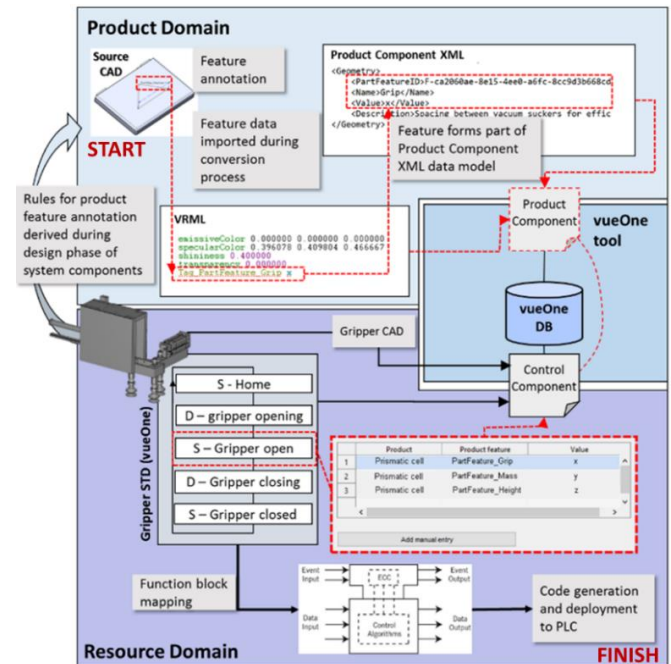 Product Domain
Source
CAD
Feature
annotation
START
Feature data
imported during
conversion
process
Product Component XML
<Geometry>
<PartFeatureID>F-ca2060ae-8e15-4ee0-a6fc-8cc9d3b668cd
<Name>Grip</Name>
<Value>x</Value>
<Description>Spacing between vacuum suckers for effic
</Geometry>
Feature forms part of
Product Component
XML data model
Rules for product
feature annotation
derived during
design phase of
system components
VRML
emissiveColor 0.000000 0.000000 0.000000
specularColor 0.396078 0.409804 0.466667
shininess 0.400000
transparency 0.000000
Tag_PartFeature_Grip x
Product
Component
vueOne
tool
vueOne
DB
Control
Component
Gripper CAD
Gripper STD (vueOne)
S - Home
D – gripper opening
S – Gripper open
D – Gripper closing
S – Gripper closed
Product Product feature Value
1 Prismatic cell PartFeature_Grip x
2 Prismatic cell PartFeature_Mass y
3 Prismatic cell PartFeature_Height z
Add manual entry
Function block
mapping
Event
Input
ECC
Event
Output
Data
Input
Control
Algorithms
Data
Output
Code generation
and deployment
to PLC
Resource Domain
FINISH